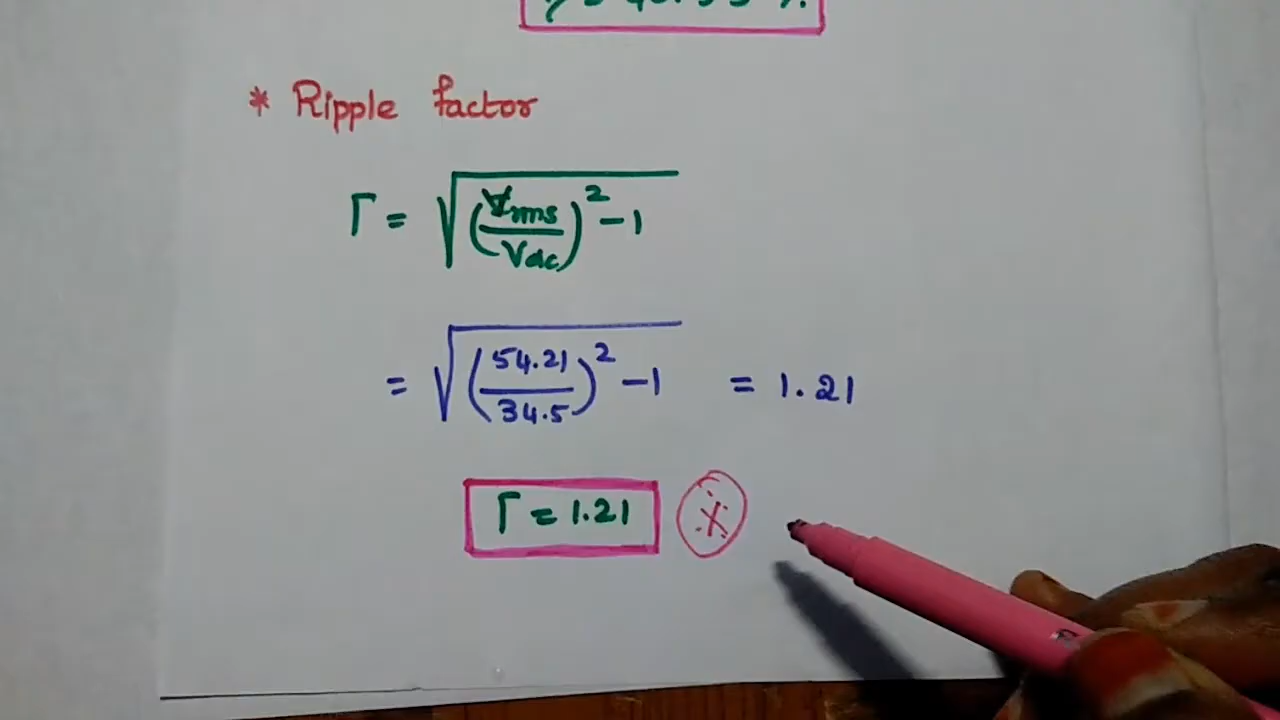 * Ripple factor
Γ = √(Vrms/Vdc)² - 1
= √(54.21/34.5)² - 1 = 1.21
Γ = 1.21